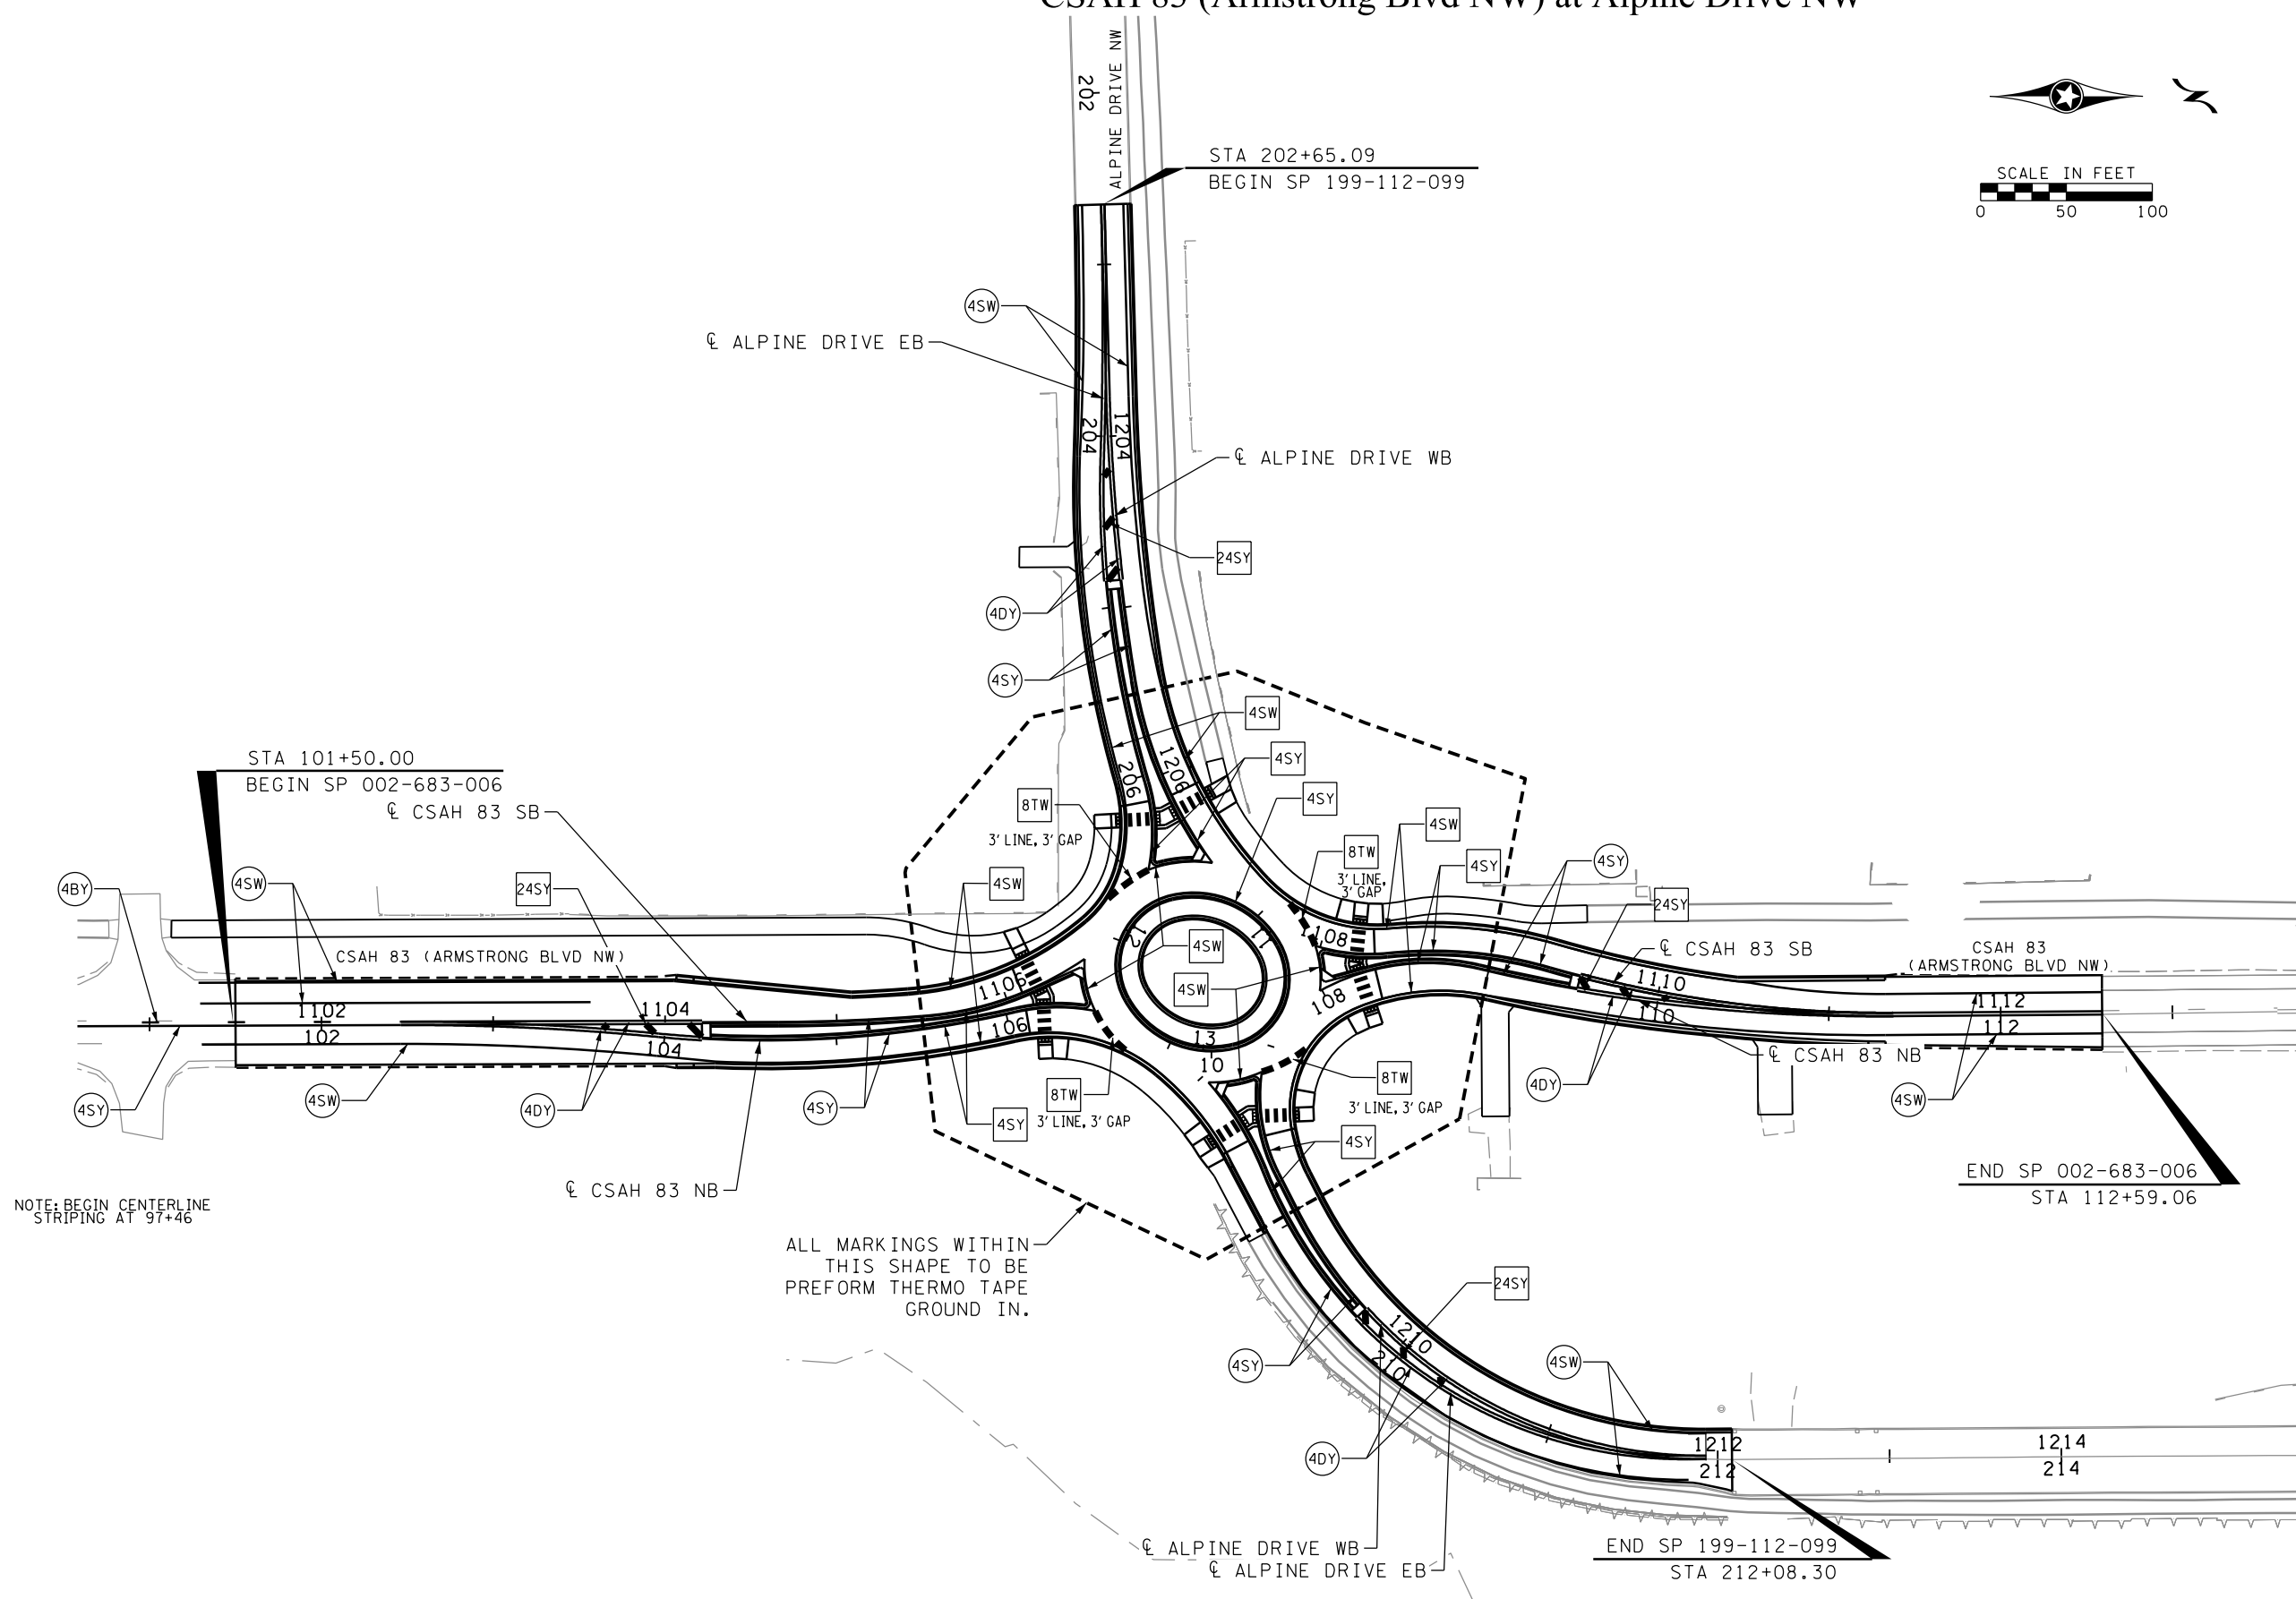 CSAH 83 (Armstrong Blvd NW) at Alpine Drive NW
202
ALPINE DRIVE NW
STA 202+65.09
BEGIN SP 199-112-099
SCALE IN FEET
0 50 100
4SW
℄ ALPINE DRIVE EB
204
1204
℄ ALPINE DRIVE WB
24SY
4DY
4SY
4SW
4SY
206
1206
4SY
8TW
3' LINE, 3' GAP
4SW
8TW
3' LINE,
3' GAP
4SY
4SY
STA 101+50.00
BEGIN SP 002-683-006
℄ CSAH 83 SB
4BY
4SW
24SY
4SW
24SY
CSAH 83 (ARMSTRONG BLVD NW)
12
11
4SW
1108
℄ CSAH 83 SB
CSAH 83
(ARMSTRONG BLVD NW)
1102
1104
1106
4SW
108
1110
1112
102
104
106
13
10
110
112
℄ CSAH 83 NB
4SY
4SW
4DY
4SY
8TW
3' LINE, 3' GAP
4SY
8TW
3' LINE, 3' GAP
4DY
4SW
4SY
℄ CSAH 83 NB
END SP 002-683-006
STA 112+59.06
NOTE: BEGIN CENTERLINE
STRIPING AT 97+46
ALL MARKINGS WITHIN
THIS SHAPE TO BE
PREFORM THERMO TAPE
GROUND IN.
24SY
1210
210
4SY
4SW
4DY
1212
212
1214
214
℄ ALPINE DRIVE WB
℄ ALPINE DRIVE EB
END SP 199-112-099
STA 212+08.30